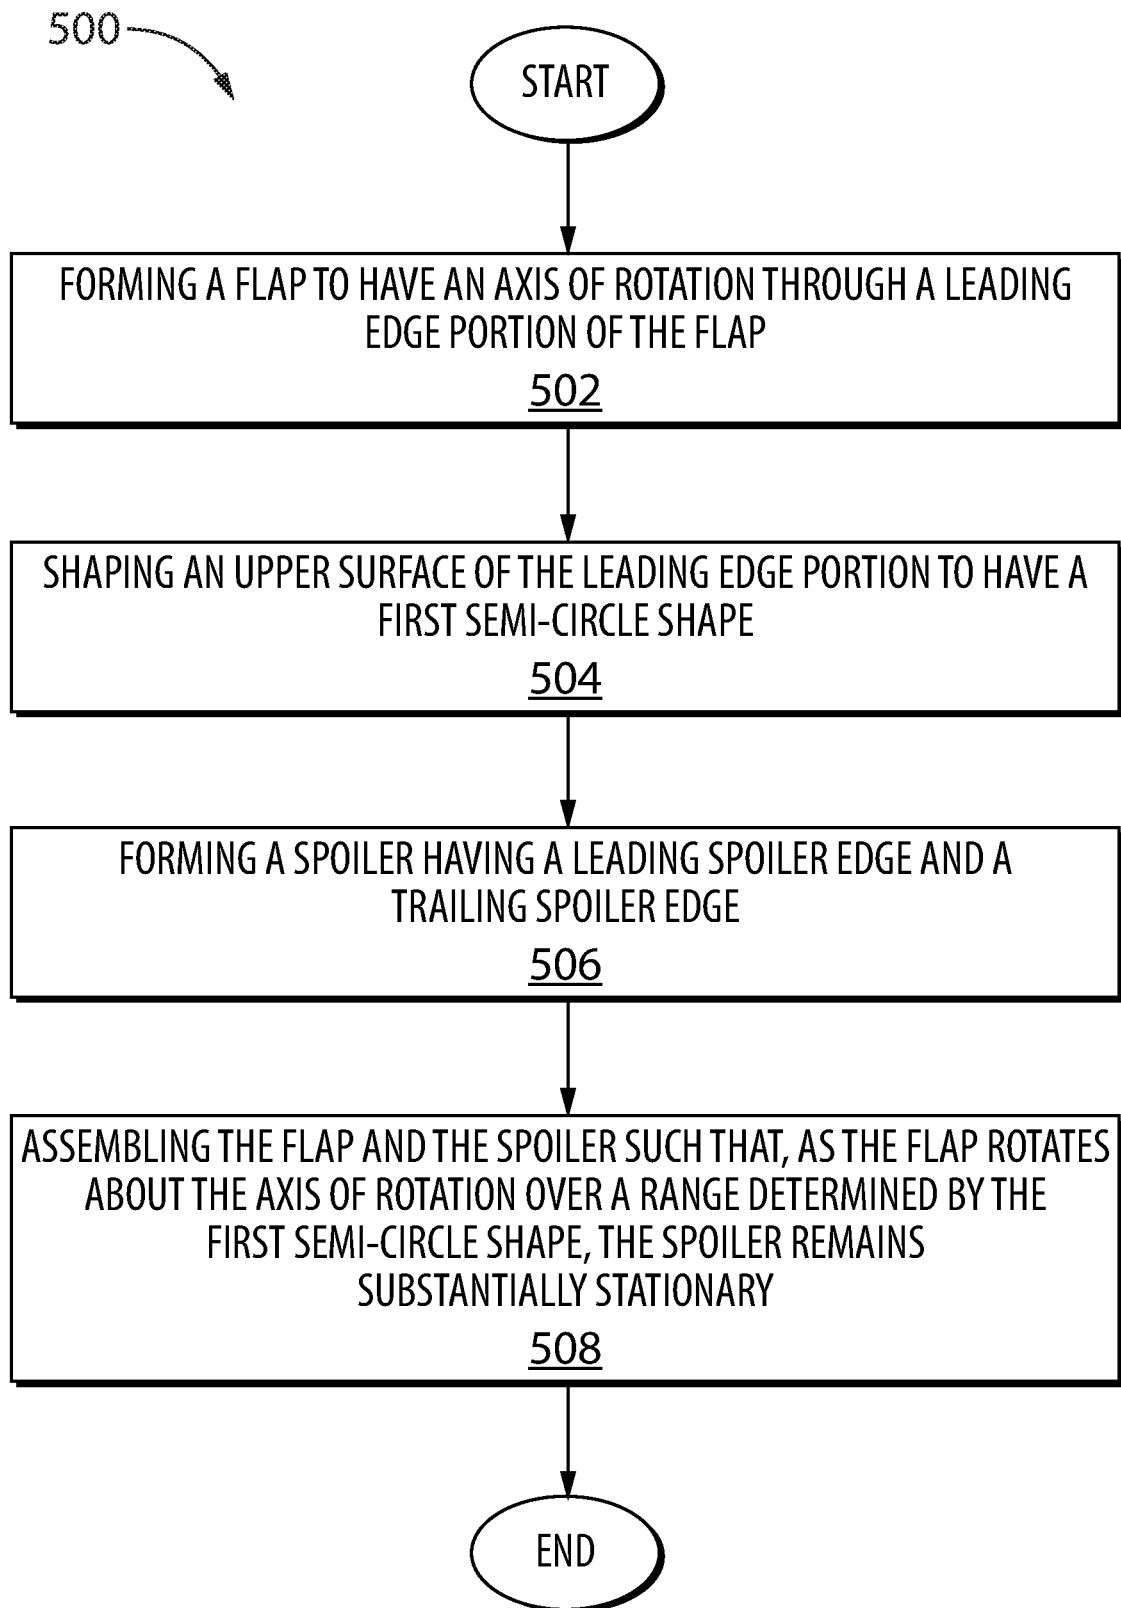 500
START
FORMING A FLAP TO HAVE AN AXIS OF ROTATION THROUGH A LEADING
EDGE PORTION OF THE FLAP
502
SHAPING AN UPPER SURFACE OF THE LEADING EDGE PORTION TO HAVE A
FIRST SEMI-CIRCLE SHAPE
504
FORMING A SPOILER HAVING A LEADING SPOILER EDGE AND A
TRAILING SPOILER EDGE
506
ASSEMBLING THE FLAP AND THE SPOILER SUCH THAT, AS THE FLAP ROTATES
ABOUT THE AXIS OF ROTATION OVER A RANGE DETERMINED BY THE
FIRST SEMI-CIRCLE SHAPE, THE SPOILER REMAINS
SUBSTANTIALLY STATIONARY
508
END